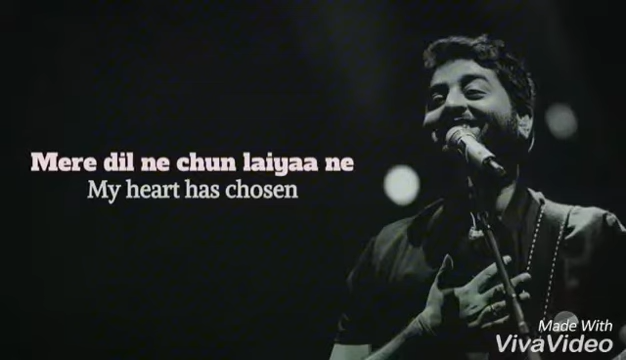 Mere dil ne chun laiyaa ne
My heart has chosen
Made With
VivaVideo